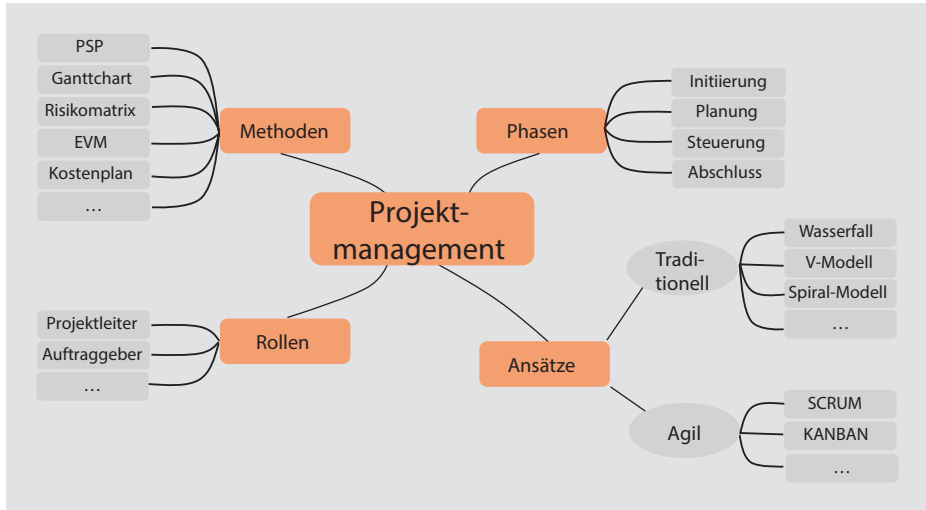 PSP
Ganttchart
Risikomatrix
EVM
Kostenplan
…
Methoden
Phasen
Initiierung
Planung
Steuerung
Abschluss
Projekt-
management
Projektleiter
Auftraggeber
…
Rollen
Ansätze
Tradi-
tionell
Wasserfall
V-Modell
Spiral-Modell
…
Agil
SCRUM
KANBAN
…